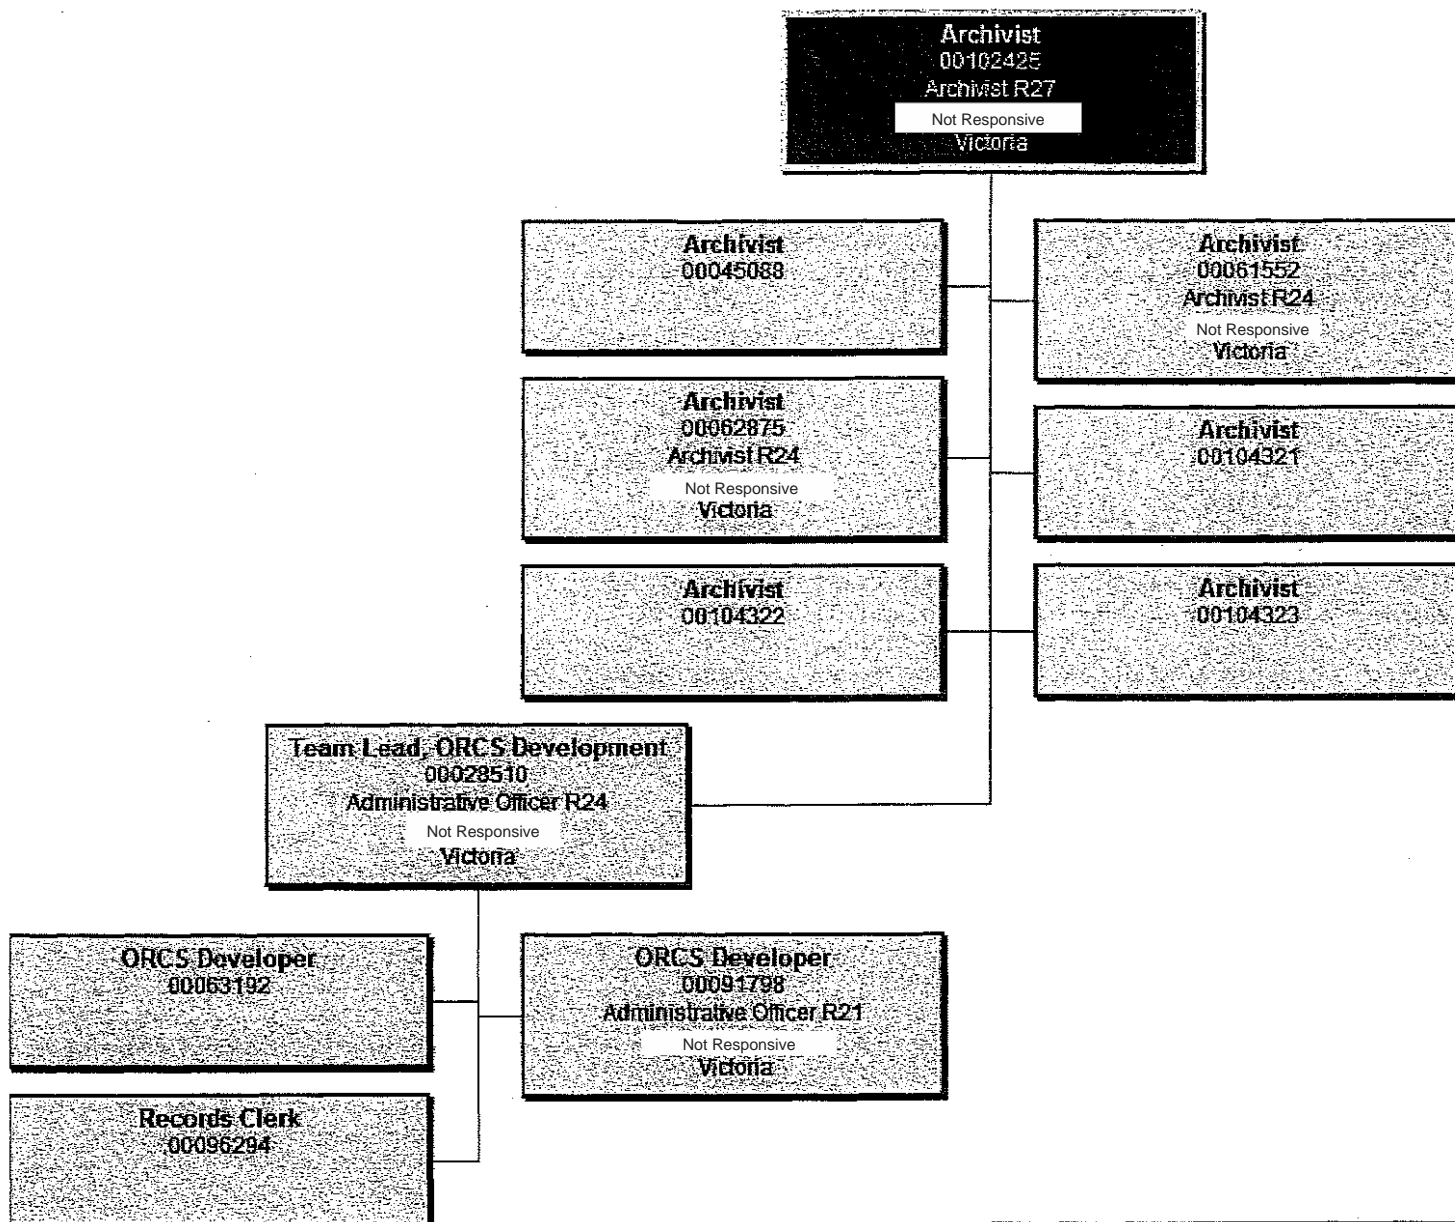 Archivist
00102425
Archivist R27
Not Responsive
Victoria
Archivist
00045088
Archivist
00061552
Archivist R24
Not Responsive
Victoria
Archivist
00062875
Archivist R24
Not Responsive
Victoria
Archivist
00104321
Archivist
00104322
Archivist
00104323
Team Lead, ORCS Development
00028510
Administrative Officer R24
Not Responsive
Victoria
ORCS Developer
00063192
ORCS Developer
00091798
Administrative Officer R21
Not Responsive
Victoria
Records Clerk
00096294